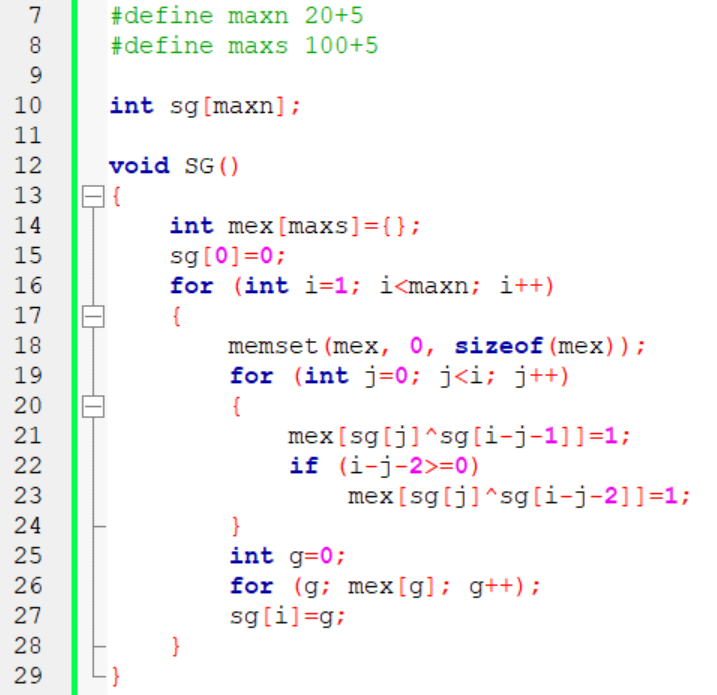 7 #define maxn 20+5
8 #define maxs 100+5
9
10 int sg[maxn];
11
12 void SG()
13 {
14     int mex[maxs]={};
15     sg[0]=0;
16     for (int i=1; i<maxn; i++)
17     {
18         memset(mex, 0, sizeof(mex));
19         for (int j=0; j<i; j++)
20         {
21             mex[sg[j]^sg[i-j-1]]=1;
22             if (i-j-2>=0)
23                 mex[sg[j]^sg[i-j-2]]=1;
24         }
25         int g=0;
26         for (g; mex[g]; g++);
27         sg[i]=g;
28     }
29 }